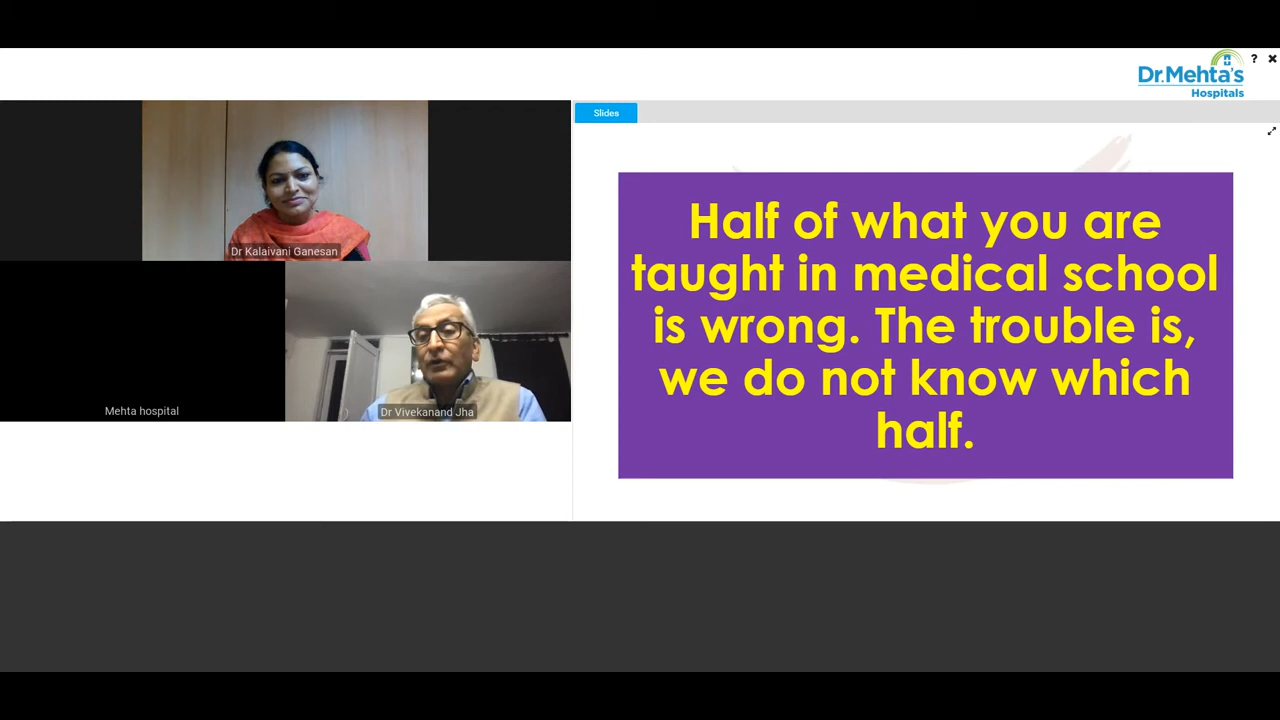 Dr.Mehta's
Hospitals
?
Slides
Dr Kalaivani Ganesan
Mehta hospital
Dr Vivekanand Jha
Half of what you are
taught in medical school
is wrong. The trouble is,
we do not know which
half.